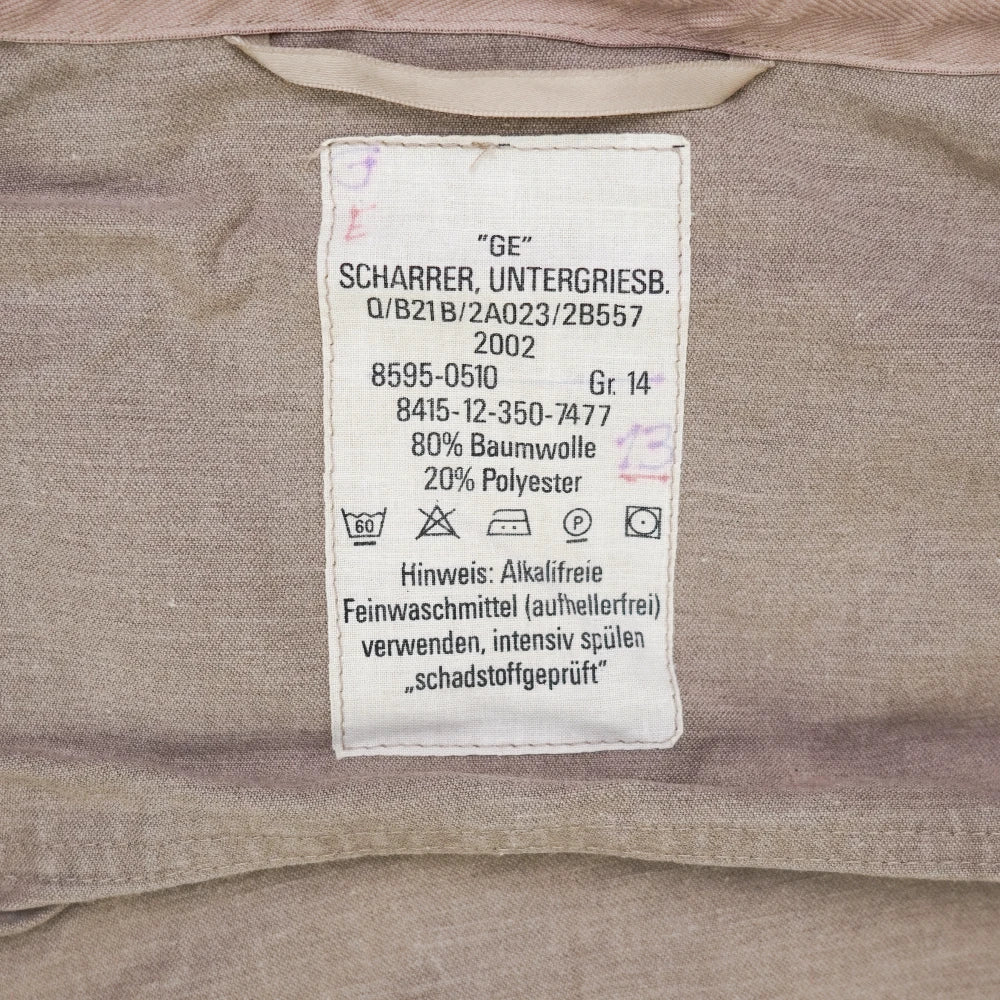 "GE"
SCHARRER, UNTERGRIESB.
Q/B21B/2A023/2B557
2002
8595-0510 Gr. 14
8415-12-350-7477
80% Baumwolle
13
20% Polyester
60 P
Hinweis: Alkalifreie
Feinwaschmittel (aufhellerfrei)
verwenden, intensiv spülen
„schadstoffgeprüft"